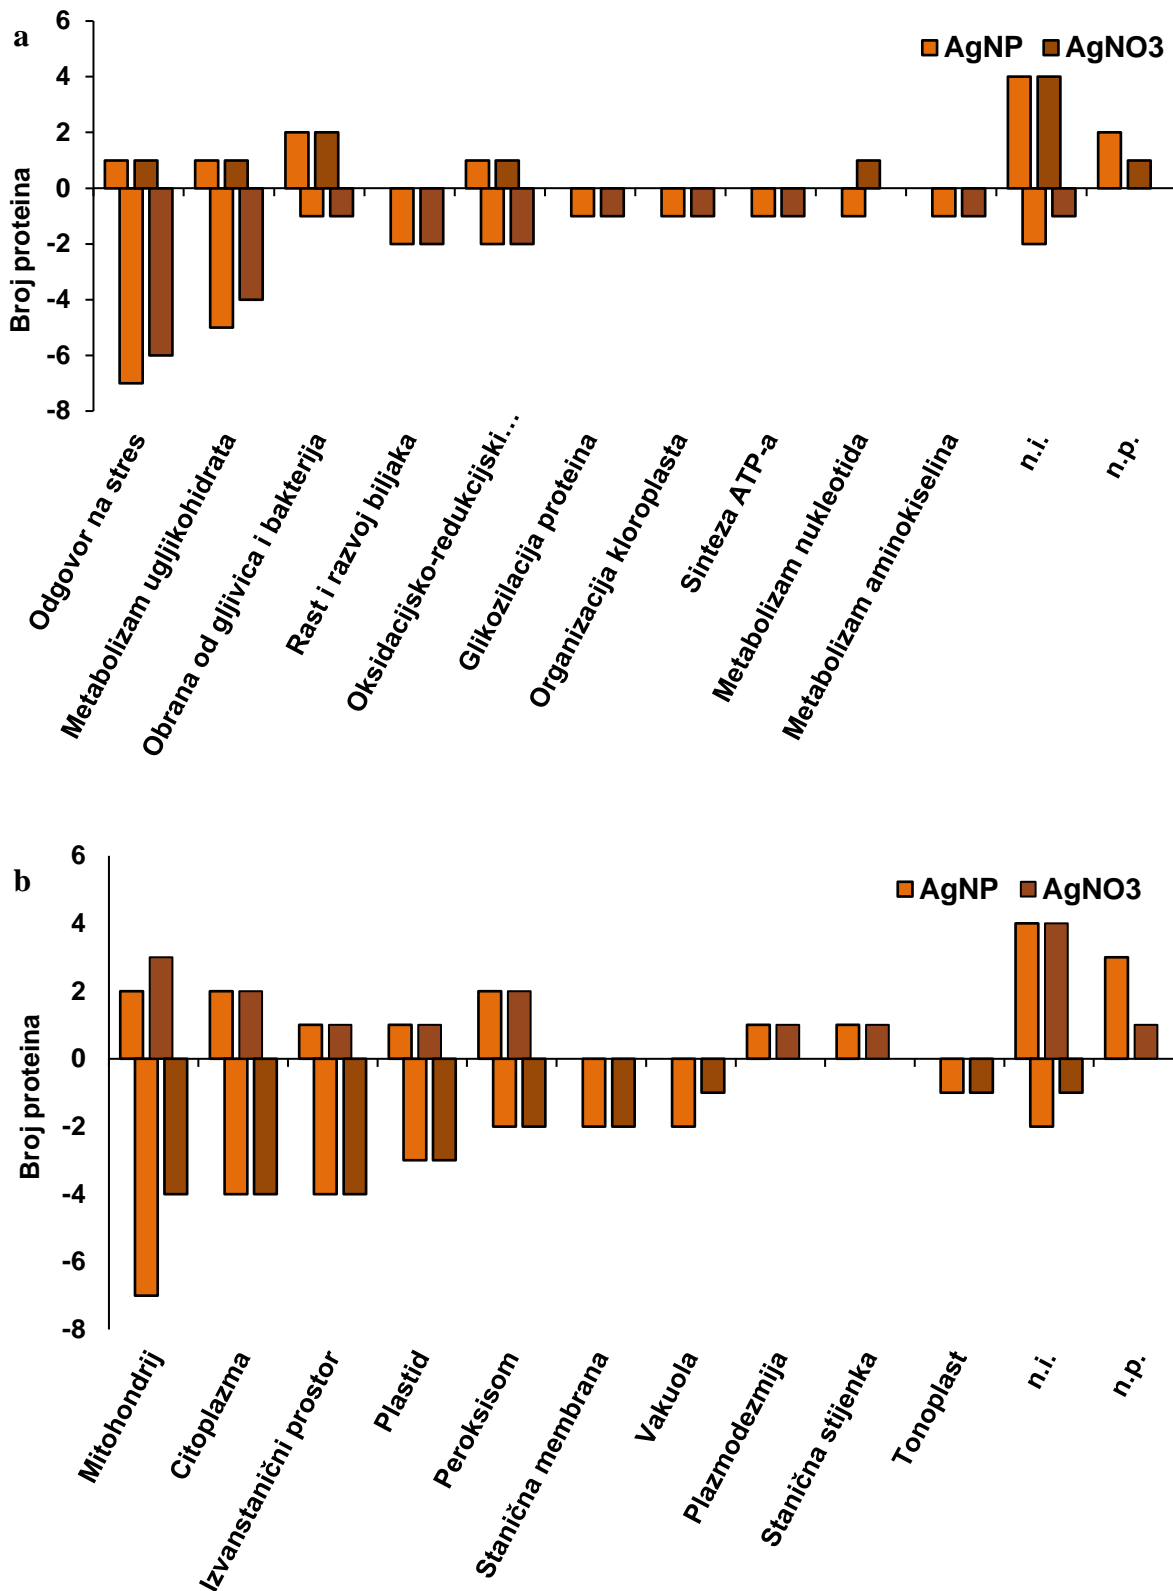 a
6
4
2
0
-2
-4
-6
-8
Broj proteina
AgNP AgNO3
Odgovor na stres
Metabolizam ugljikohidrata
Obrana od gljivica i bakterija
Rast i razvoj biljaka
Oksidacijsko-redukcijski...
Glikozilacija proteina
Organizacija kloroplasta
Sinteza ATP-a
Metabolizam nukleotida
Metabolizam aminokiselina
n.i.
n.p.
b
6
4
2
0
-2
-4
-6
-8
Broj proteina
AgNP AgNO3
Mitohondrij
Citoplazma
Izvanstanični prostor
Plastid
Peroksisom
Stanična membrana
Vakuola
Plazmodezmija
Stanična stijenka
Tonoplast
n.i.
n.p.